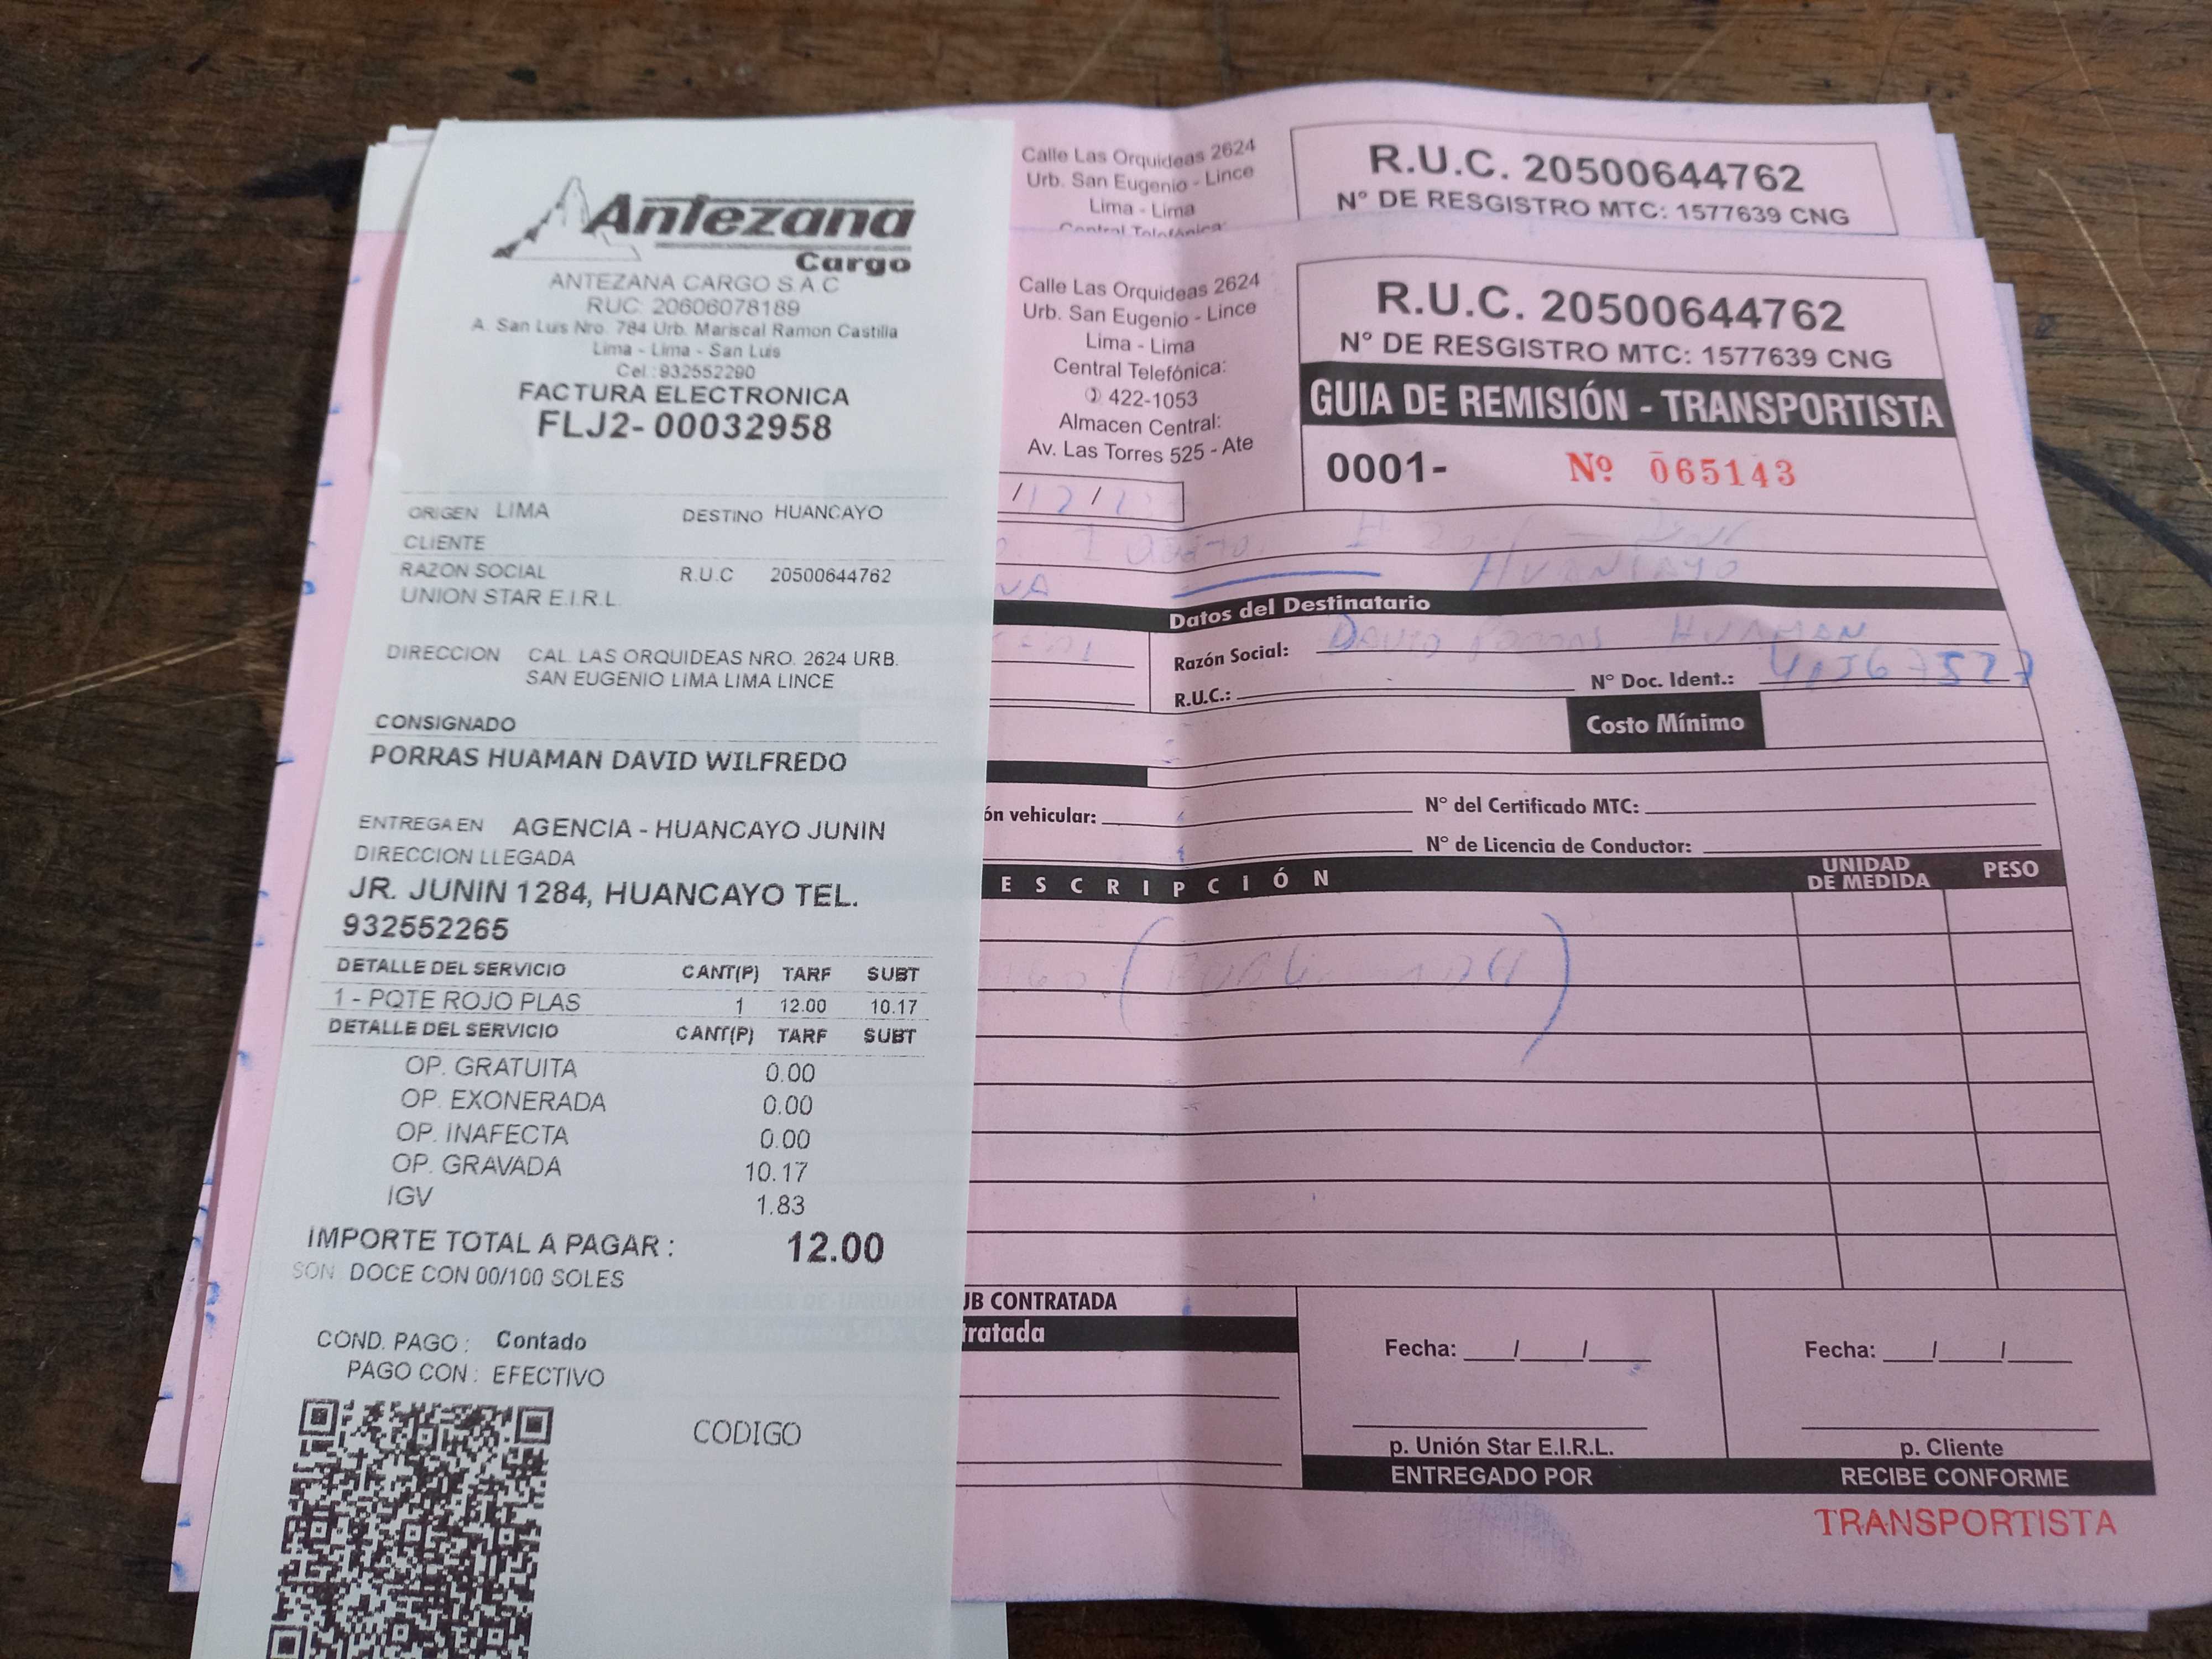 Antezana
Cargo
ANTEZANA CARGO S.A.C
RUC: 20606078189
A. San Luis Nro. 784 Urb. Mariscal Ramon Castilla
Lima - Lima - San Luis
Cel.:932552290
FACTURA ELECTRONICA
FLJ2- 00032958
ORIGEN LIMA DESTINO HUANCAYO
CLIENTE
RAZON SOCIAL R.U.C 20500644762
UNION STAR E.I.R.L.
DIRECCION CAL. LAS ORQUIDEAS NRO. 2624 URB.
SAN EUGENIO LIMA LIMA LINCE
CONSIGNADO
PORRAS HUAMAN DAVID WILFREDO
ENTREGA EN AGENCIA - HUANCAYO JUNIN
DIRECCION LLEGADA
JR. JUNIN 1284, HUANCAYO TEL.
932552265
DETALLE DEL SERVICIO CANT(P) TARF SUBT
1 - PQTE ROJO PLAS 1 12.00 10.17
DETALLE DEL SERVICIO CANT(P) TARF SUBT
OP. GRATUITA 0.00
OP. EXONERADA 0.00
OP. INAFECTA 0.00
OP. GRAVADA 10.17
IGV 1.83
IMPORTE TOTAL A PAGAR : 12.00
SON DOCE CON 00/100 SOLES
COND. PAGO : Contado
PAGO CON : EFECTIVO
CODIGO
Calle Las Orquideas 2624
Urb. San Eugenio - Lince
Lima - Lima
Central Telefónica:
R.U.C. 20500644762
N° DE RESGISTRO MTC: 1577639 CNG
Calle Las Orquideas 2624
Urb. San Eugenio - Lince
Lima - Lima
Central Telefónica:
422-1053
Almacen Central:
Av. Las Torres 525 - Ate
R.U.C. 20500644762
N° DE RESGISTRO MTC: 1577639 CNG
GUIA DE REMISIÓN - TRANSPORTISTA
0001- Nº 065143
/12/
HUANCAYO
Datos del Destinatario
Razón Social: DAVID PORRAS HUAMAN
R.U.C.: N° Doc. Ident.:
Costo Mínimo
ón vehicular: N° del Certificado MTC:
N° de Licencia de Conductor:
ESCRIPCIÓN UNIDAD DE MEDIDA PESO
UB CONTRATADA
tratada
Fecha: / / Fecha: / /
p. Unión Star E.I.R.L. p. Cliente
ENTREGADO POR RECIBE CONFORME
TRANSPORTISTA